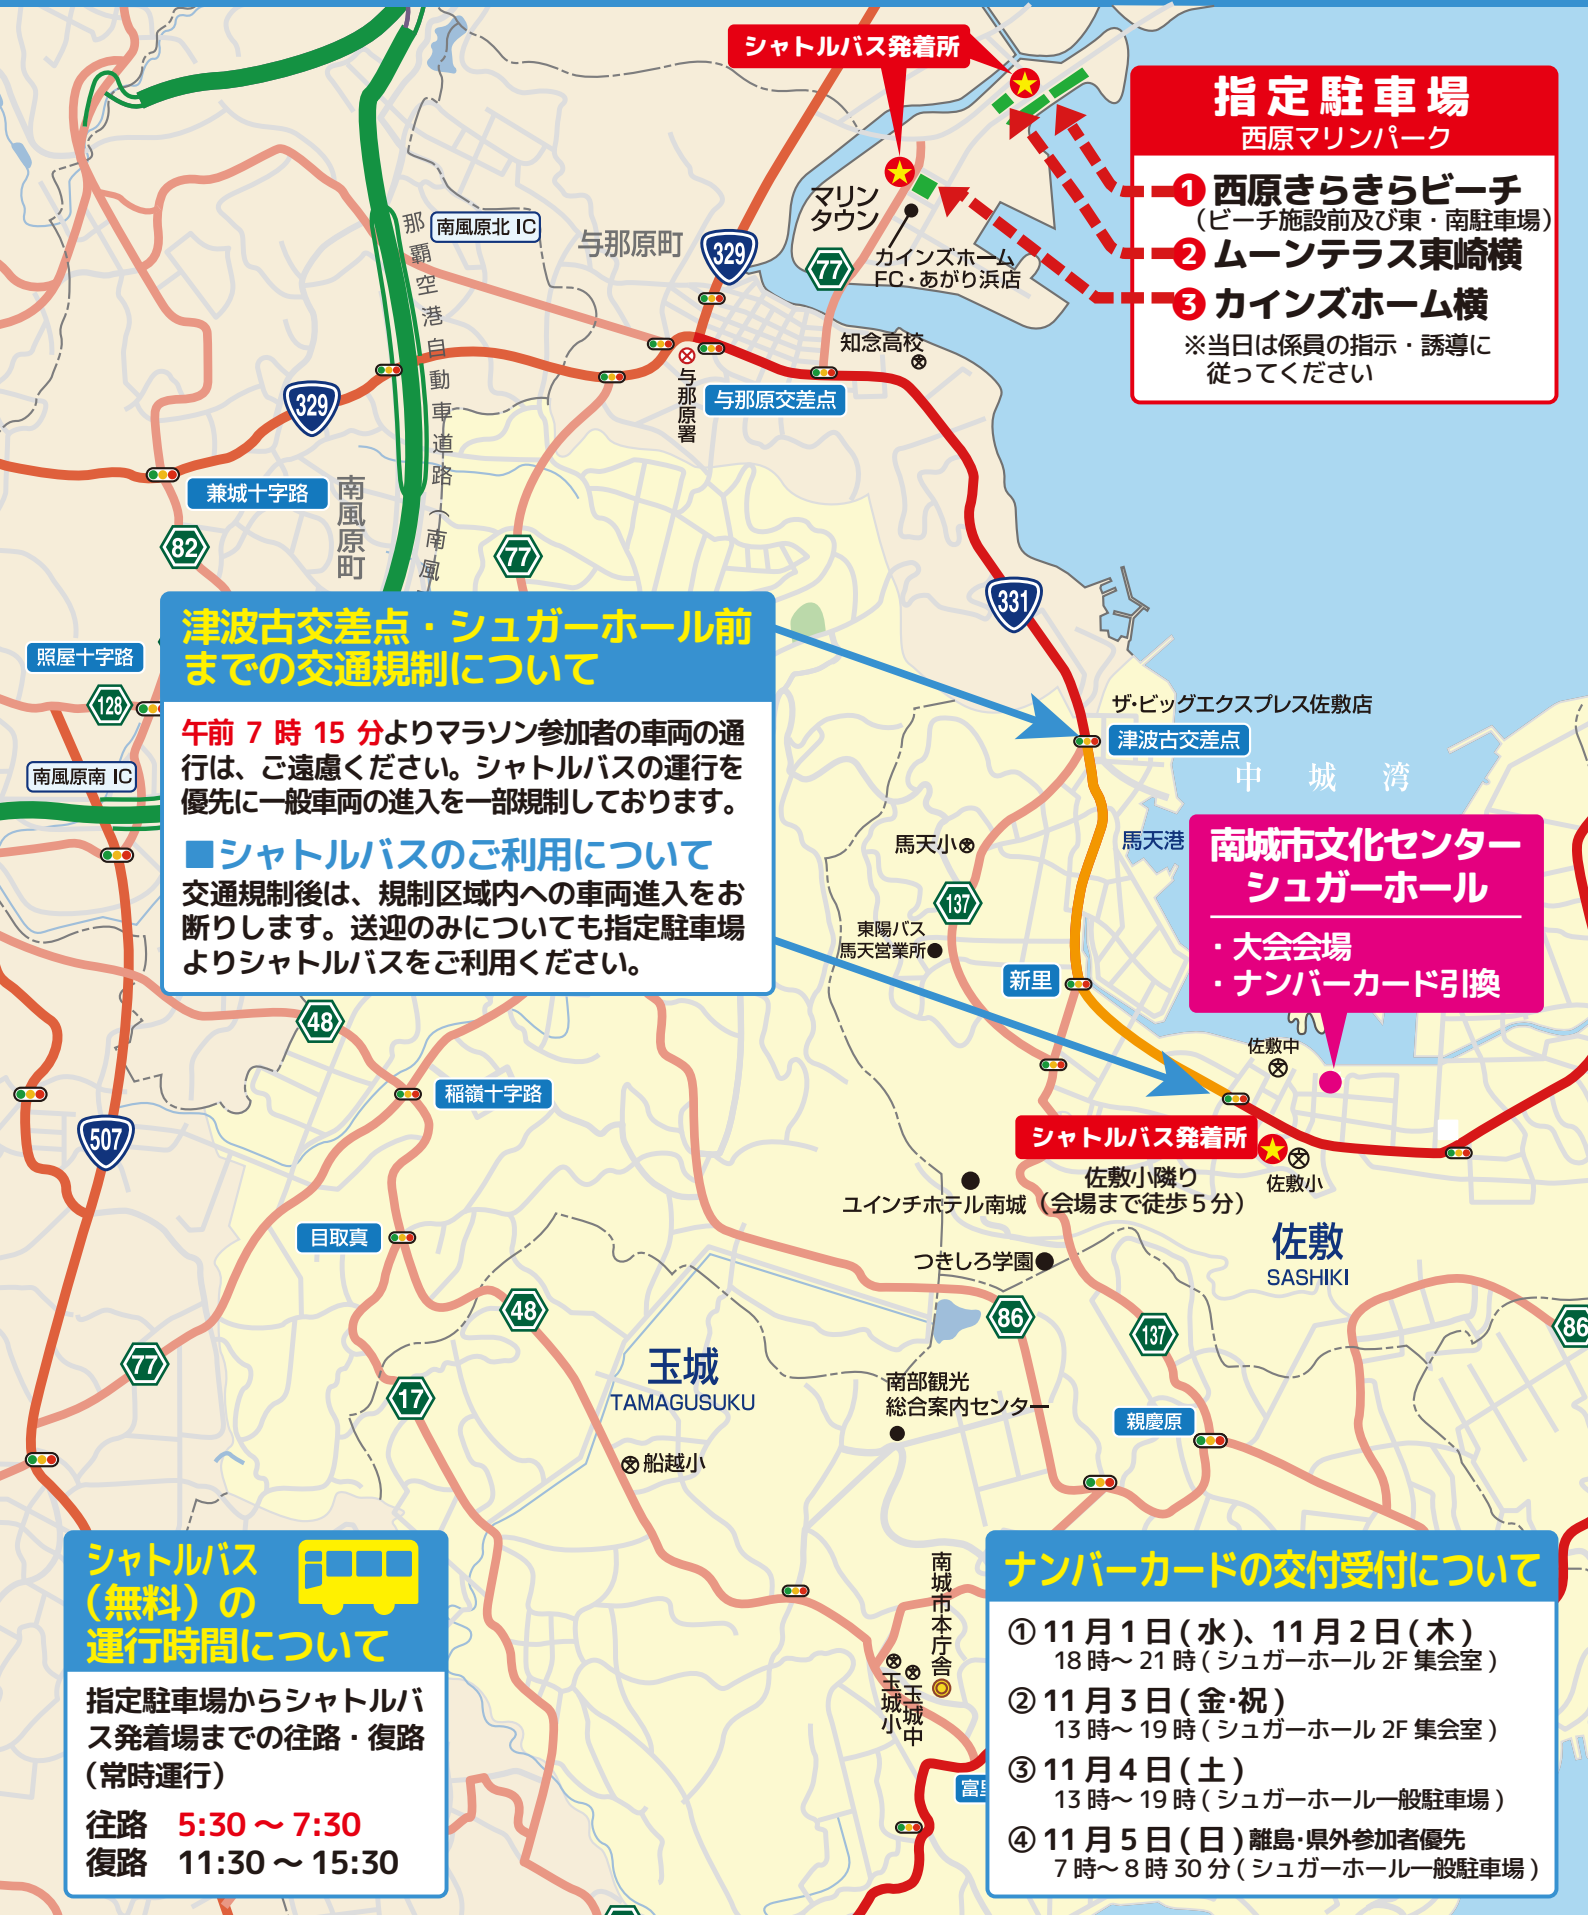 シャトルバス発着所
指定駐車場
西原マリンパーク
❶西原きらきらビーチ
（ビーチ施設前及び東・南駐車場）
❷ムーンテラス東崎横
❸カインズホーム横
※当日は係員の指示・誘導に
従ってください
マリン
タウン
カインズホーム
FC・あがり浜店
77
南風原北 IC
与那原町
329
知念高校
与那原署
与那原交差点
329
那覇空港自動車道路（南風
兼城十字路
南風原町
82
77
331
照屋十字路
128
南風原南 IC
津波古交差点・シュガーホール前
までの交通規制について
午前 7 時 15 分よりマラソン参加者の車両の通
行は、ご遠慮ください。シャトルバスの運行を
優先に一般車両の進入を一部規制しております。
■シャトルバスのご利用について
交通規制後は、規制区域内への車両進入をお
断りします。送迎のみについても指定駐車場
よりシャトルバスをご利用ください。
ザ・ビッグエクスプレス佐敷店
津波古交差点
中城湾
馬天港
馬天小
137
東陽バス
馬天営業所
新里
南城市文化センター
シュガーホール
・大会会場
・ナンバーカード引換
佐敷中
48
稲嶺十字路
507
シャトルバス発着所
佐敷小隣り
（会場まで徒歩５分）
佐敷小
ユインチホテル南城
佐敷
SASHIKI
つきしろ学園
目取真
48
86
137
86
77
17
玉城
TAMAGUSUKU
南部観光
総合案内センター
親慶原
船越小
シャトルバス
（無料）の
運行時間について
指定駐車場からシャトルバ
ス発着場までの往路・復路
（常時運行）
往路 5:30 ～ 7:30
復路 11:30 ～ 15:30
南城市本庁舎
玉城小
玉城中
ナンバーカードの交付受付について
① 11 月 1 日 ( 水 )、11 月 2 日 ( 木 )
18 時～ 21 時 ( シュガーホール 2F 集会室 )
② 11 月 3 日 ( 金・祝 )
13 時～ 19 時 ( シュガーホール 2F 集会室 )
③ 11 月 4 日 ( 土 )
13 時～ 19 時 ( シュガーホール一般駐車場 )
④ 11 月 5 日 ( 日 ) 離島・県外参加者優先
7 時～ 8 時 30 分 ( シュガーホール一般駐車場 )